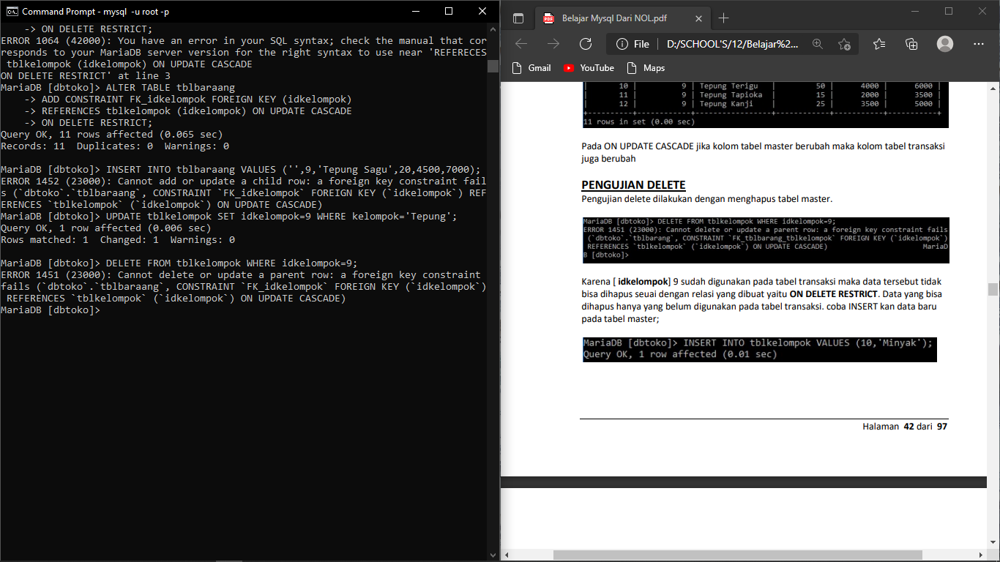 Command Prompt - mysql -u root -p
    -> ON DELETE RESTRICT;
ERROR 1064 (42000): You have an error in your SQL syntax; check the manual that cor
responds to your MariaDB server version for the right syntax to use near 'REFERECES
 tblkelompok (idkelompok) ON UPDATE CASCADE
ON DELETE RESTRICT' at line 3
MariaDB [dbtoko]> ALTER TABLE tblbaraang
    -> ADD CONSTRAINT FK_idkelompok FOREIGN KEY (idkelompok)
    -> REFERENCES tblkelompok (idkelompok) ON UPDATE CASCADE
    -> ON DELETE RESTRICT;
Query OK, 11 rows affected (0.065 sec)
Records: 11  Duplicates: 0  Warnings: 0
MariaDB [dbtoko]> INSERT INTO tblbaraang VALUES ('',9,'Tepung Sagu',20,4500,7000);
ERROR 1452 (23000): Cannot add or update a child row: a foreign key constraint fail
s (`dbtoko`.`tblbaraang`, CONSTRAINT `FK_idkelompok` FOREIGN KEY (`idkelompok`) REF
ERENCES `tblkelompok` (`idkelompok`) ON UPDATE CASCADE)
MariaDB [dbtoko]> UPDATE tblkelompok SET idkelompok=9 WHERE kelompok='Tepung';
Query OK, 1 row affected (0.006 sec)
Rows matched: 1  Changed: 1  Warnings: 0
MariaDB [dbtoko]> DELETE FROM tblkelompok WHERE idkelompok=9;
ERROR 1451 (23000): Cannot delete or update a parent row: a foreign key constraint
fails (`dbtoko`.`tblbaraang`, CONSTRAINT `FK_idkelompok` FOREIGN KEY (`idkelompok`)
 REFERENCES `tblkelompok` (`idkelompok`) ON UPDATE CASCADE)
MariaDB [dbtoko]>
PDF Belajar Mysql Dari NOL.pdf
File | D:/SCHOOL'S/12/Belajar%2...
Gmail YouTube Maps
| 10 | 9 | Tepung Terigu | 50 | 4000 | 6000 |
| 11 | 9 | Tepung Tapioka | 15 | 2000 | 3500 |
| 12 | 9 | Tepung Kanji | 25 | 3500 | 5000 |
11 rows in set (0.00 sec)
Pada ON UPDATE CASCADE jika kolom tabel master berubah maka kolom tabel transaksi
juga berubah
PENGUJIAN DELETE
Pengujian delete dilakukan dengan menghapus tabel master.
MariaDB [dbtoko]> DELETE FROM tblkelompok WHERE idkelompok=9;
ERROR 1451 (23000): Cannot delete or update a parent row: a foreign key constraint fails
 (`dbtoko`.`tblbarang`, CONSTRAINT `FK_tblbarang_tblkelompok` FOREIGN KEY (`idkelompok`)
 REFERENCES `tblkelompok` (`idkelompok`) ON UPDATE CASCADE) MariaD
B [dbtoko]>
Karena [ idkelompok] 9 sudah digunakan pada tabel transaksi maka data tersebut tidak
bisa dihapus seuai dengan relasi yang dibuat yaitu ON DELETE RESTRICT. Data yang bisa
dihapus hanya yang belum digunakan pada tabel transaksi. coba INSERT kan data baru
pada tabel master;
MariaDB [dbtoko]> INSERT INTO tblkelompok VALUES (10,'Minyak');
Query OK, 1 row affected (0.01 sec)
Halaman 42 dari 97